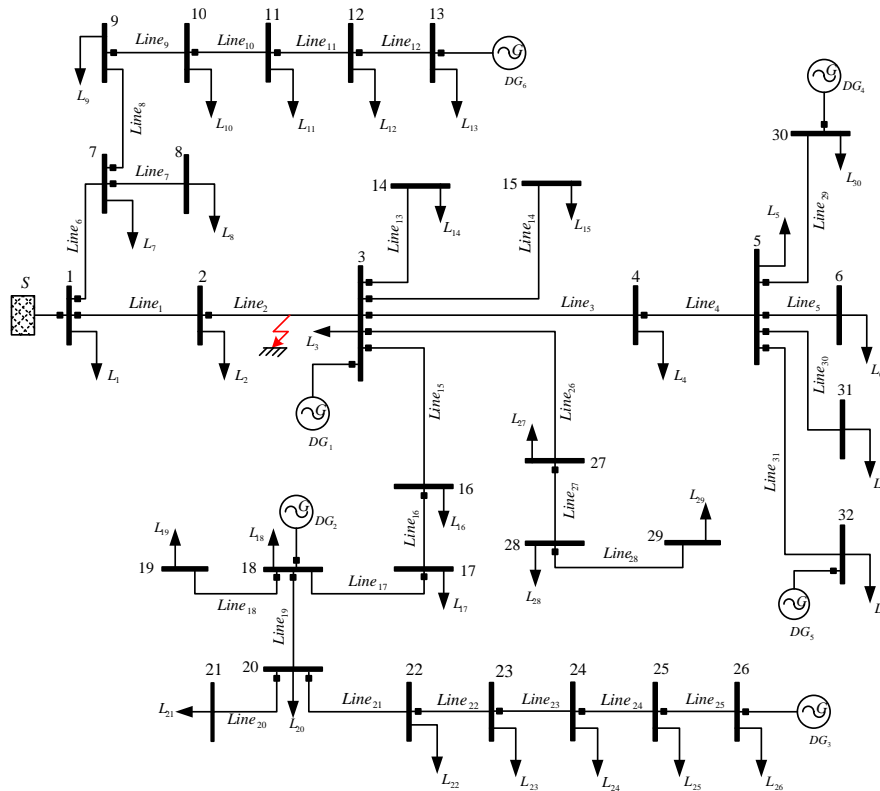 9 10 11 12 13
Line9 Line10 Line11 Line12
G
DG6
L9 L10 L11 L12 L13
Line8
G
DG4
30
L30
7 8
Line7
L7 L8
Line6
14 15
L14 L15
Line13 Line14
L5
Line29
S
1 2 3 4 5 6
Line1 Line2 Line3 Line4 Line5
L1 L2 L3 L4
Line30
31
L
G
DG1
Line15 Line26
L27
27
Line31
16
L16
Line16
Line27
L29
29
28
Line28
L28
32
L
G
DG5
G
DG2
L19 L18
19 18 17
Line17
L17
Line18
Line19
21 20 22 23 24 25 26
L21
Line20
L20
Line21 Line22 Line23 Line24 Line25
G
DG3
L22 L23 L24 L25 L26